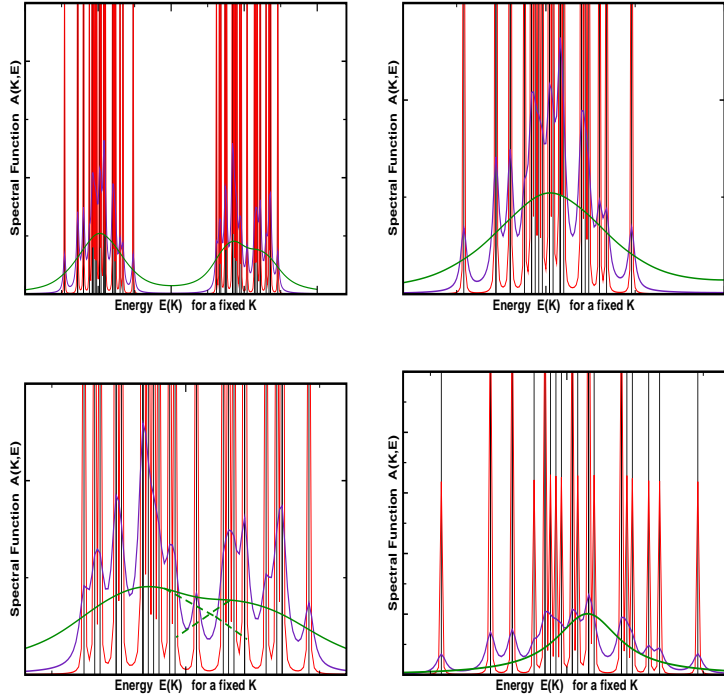 Spectral Function A(K,E)
Energy E(K) for a fixed K
Spectral Function A(K,E)
Energy E(K) for a fixed K
Spectral Function A(K,E)
Energy E(K) for a fixed K
Spectral Function A(K,E)
Energy E(K) for a fixed K